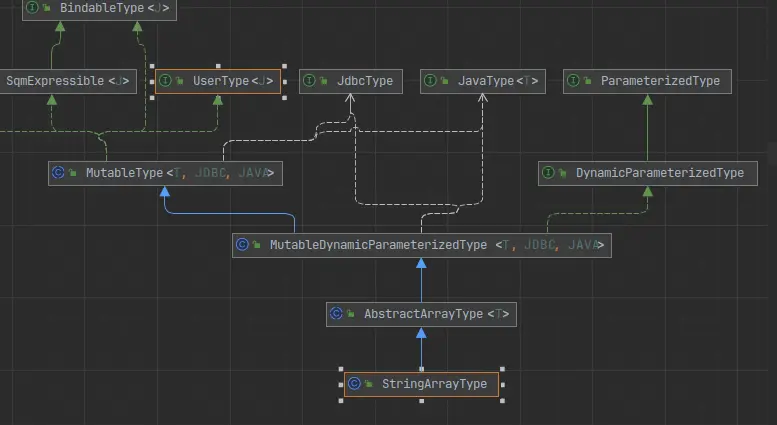 BindableType <J>
SqmExpressible <J>
UserType <J>
JdbcType
JavaType <T>
ParameterizedType
MutableType <T, JDBC, JAVA>
DynamicParameterizedType
MutableDynamicParameterizedType <T, JDBC, JAVA>
AbstractArrayType <T>
StringArrayType